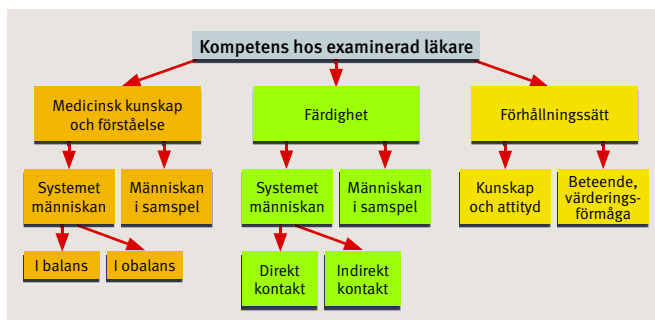 Kompetens hos examinerad läkare
Medicinsk kunskap
och förståelse
Färdighet
Förhållningssätt
Systemet
människan
Människan
i samspel
Systemet
människan
Människan
i samspel
Kunskap
och attityd
Beteende,
värderings-
förmåga
I balans
I obalans
Direkt
kontakt
Indirekt
kontakt